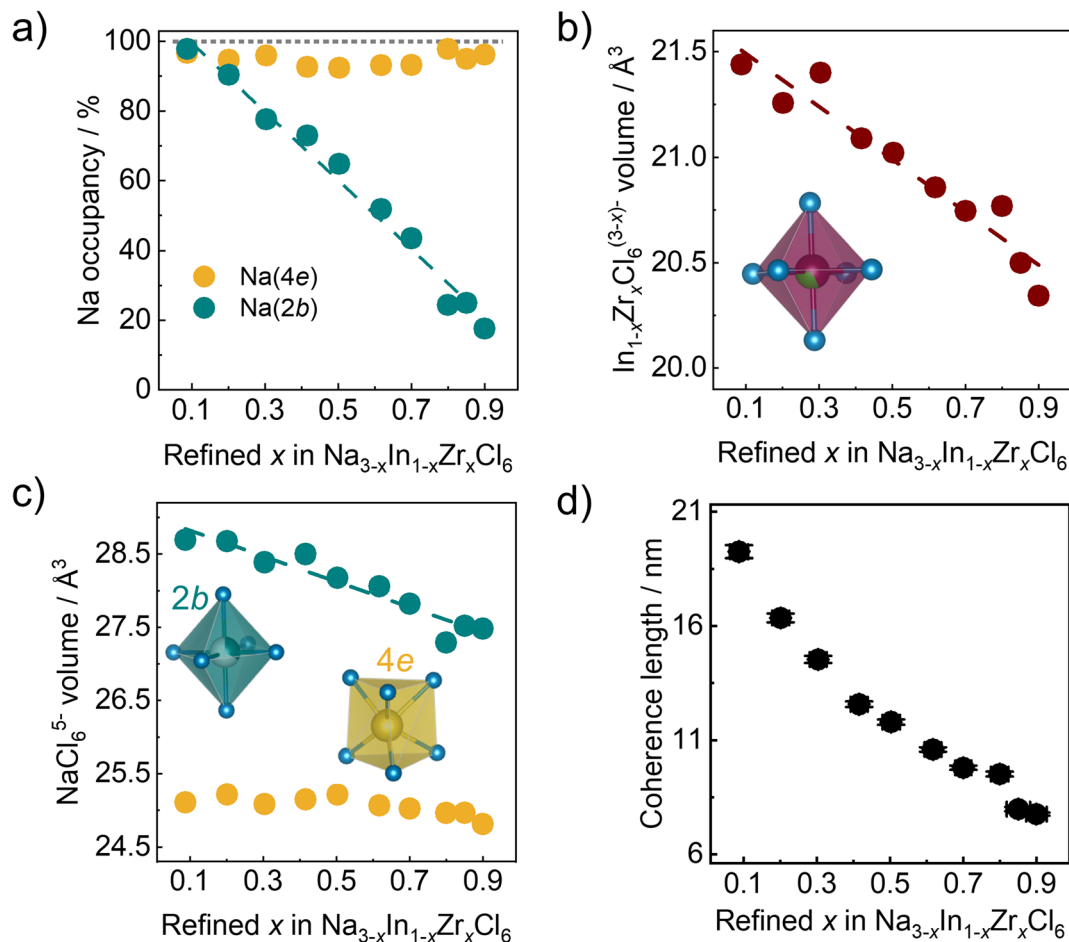 a)
Na occupancy / %
100
80
60
40
20
0
Na(4e)
Na(2b)
0.1 0.3 0.5 0.7 0.9
Refined x in Na₃₋ₓIn₁₋ₓZrₓCl₆
b)
In₁₋ₓZrₓCl₆⁽³⁻ˣ⁾⁻ volume / Å³
21.5
21.0
20.5
20.0
0.1 0.3 0.5 0.7 0.9
Refined x in Na₃₋ₓIn₁₋ₓZrₓCl₆
c)
NaCl₆⁵⁻ volume / Å³
28.5
27.5
26.5
25.5
24.5
2b
4e
0.1 0.3 0.5 0.7 0.9
Refined x in Na₃₋ₓIn₁₋ₓZrₓCl₆
d)
Coherence length / nm
21
16
11
6
0.1 0.3 0.5 0.7 0.9
Refined x in Na₃₋ₓIn₁₋ₓZrₓCl₆